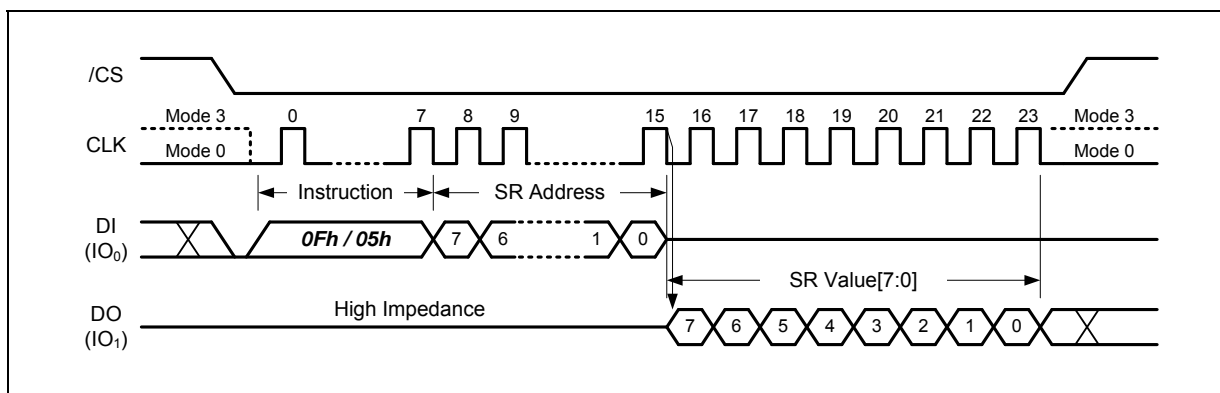 /CS
Mode 3 0 7 8 9 15 16 17 18 19 20 21 22 23 Mode 3
CLK
Mode 0 Mode 0
Instruction SR Address
DI
(IO₀)
0Fh / 05h 7 6 1 0
SR Value[7:0]
High Impedance
DO
(IO₁)
7 6 5 4 3 2 1 0